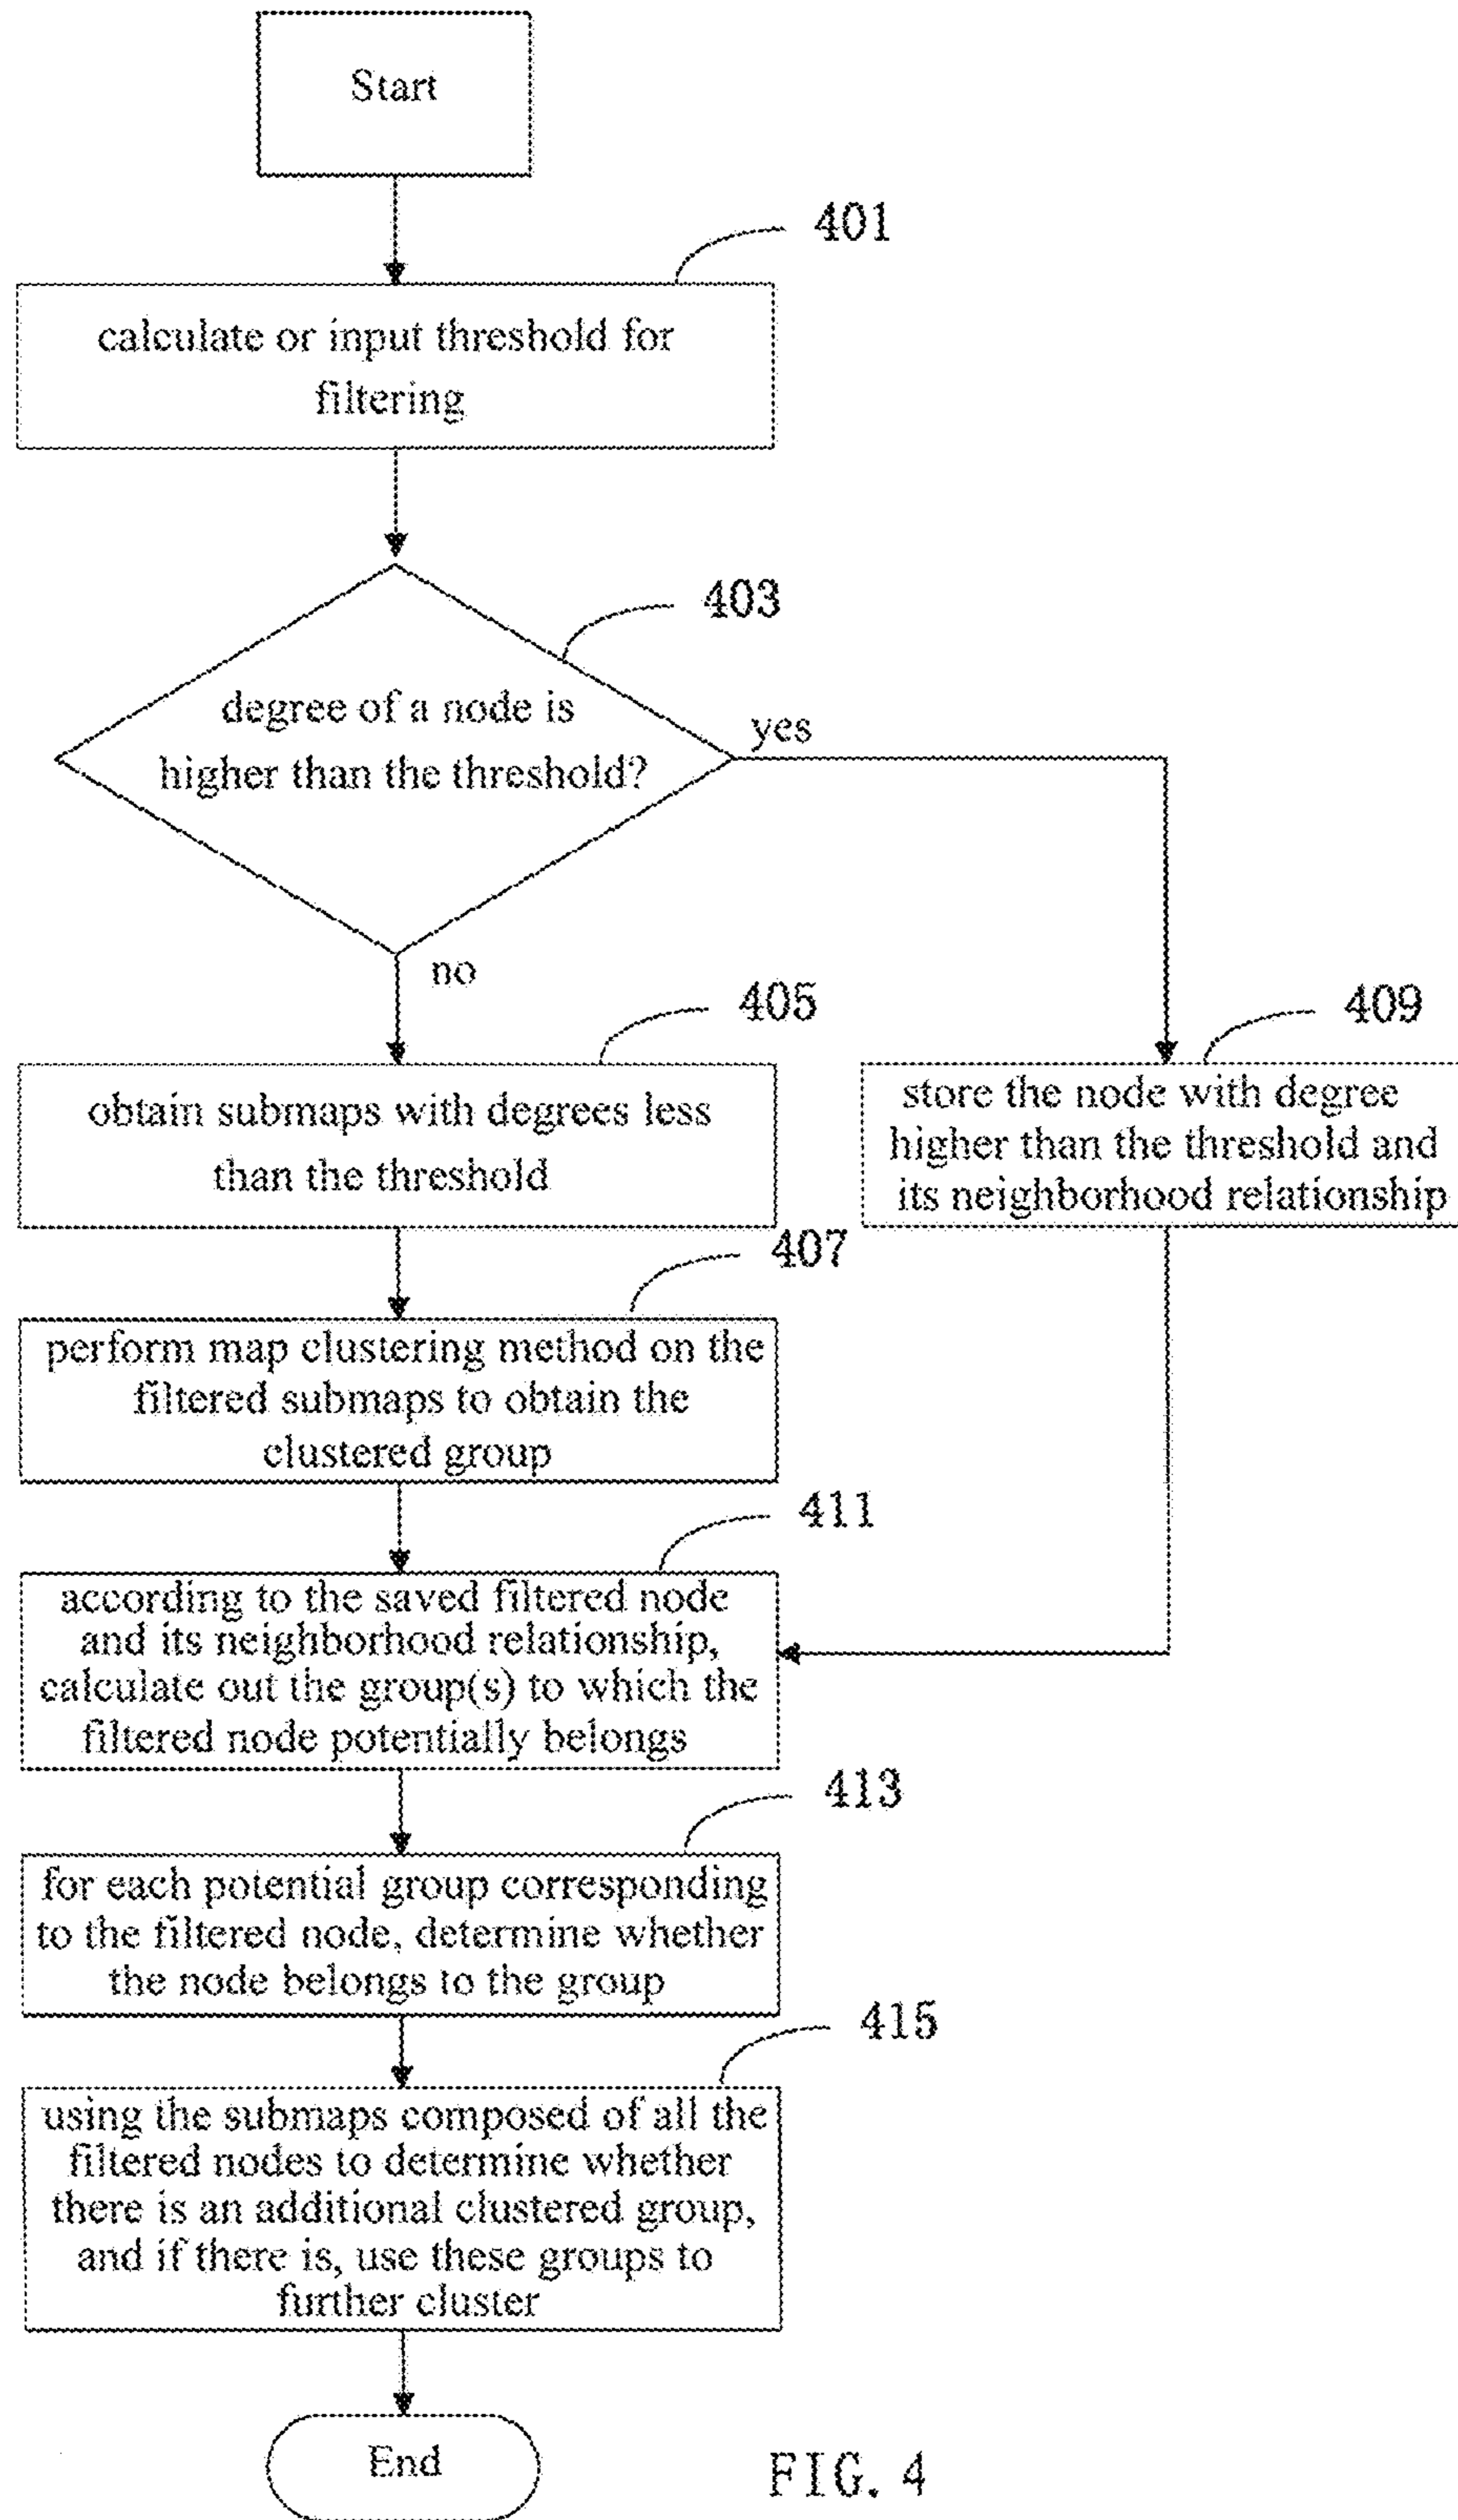 Start
401
calculate or input threshold for
filtering
403
degree of a node is
higher than the threshold?
yes
no
405
obtain submaps with degrees less
than the threshold
409
store the node with degree
higher than the threshold and
its neighborhood relationship
407
perform map clustering method on the
filtered submaps to obtain the
clustered group
411
according to the saved filtered node
and its neighborhood relationship,
calculate out the group(s) to which the
filtered node potentially belongs
413
for each potential group corresponding
to the filtered node, determine whether
the node belongs to the group
415
using the submaps composed of all the
filtered nodes to determine whether
there is an additional clustered group,
and if there is, use these groups to
further cluster
End
FIG. 4